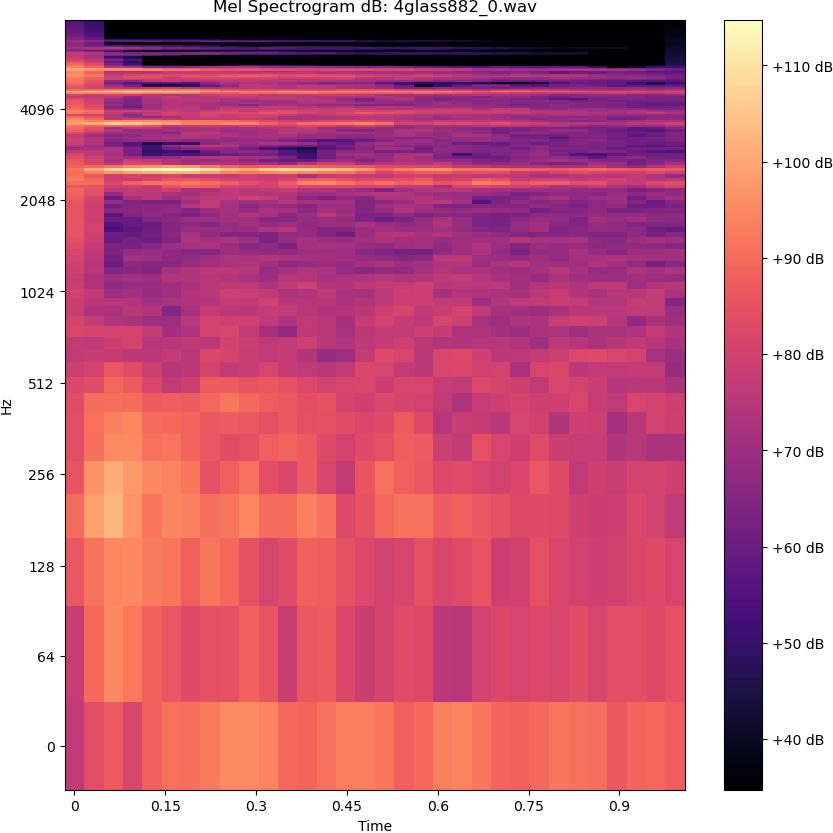 Mel Spectrogram dB: 4glass882_0.wav
+110 dB
4096
+100 dB
2048
+90 dB
1024
+80 dB
512
Hz
+70 dB
256
+60 dB
128
+50 dB
64
0
+40 dB
0 0.15 0.3 0.45 0.6 0.75 0.9
Time